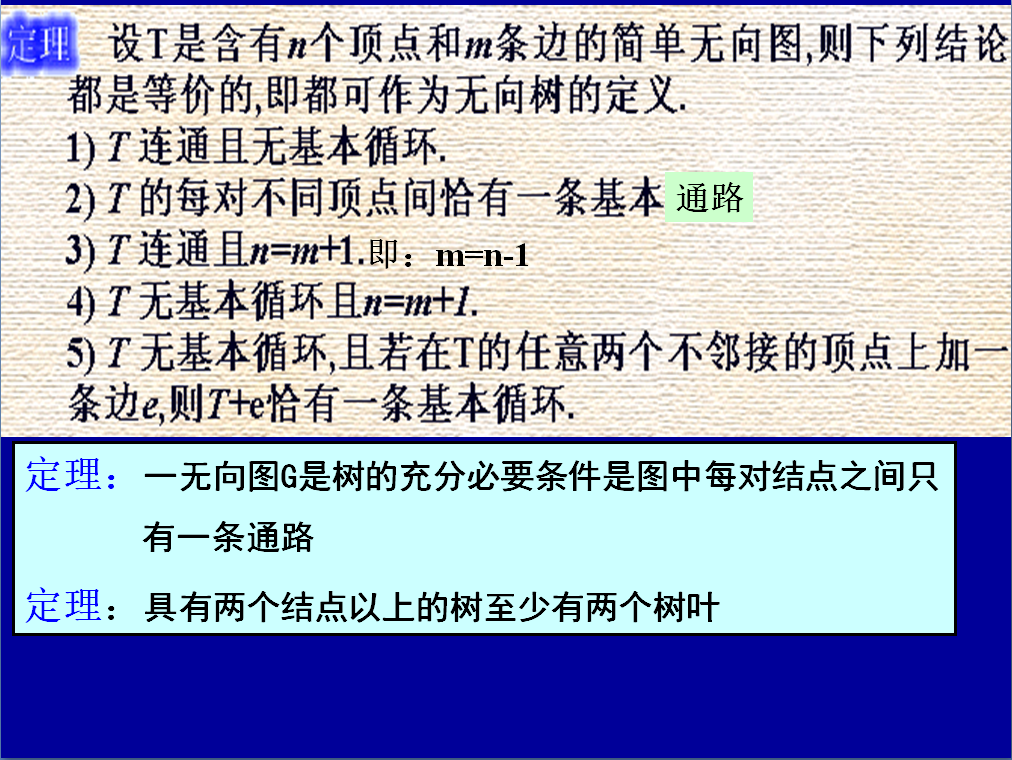 定理 设T是含有n个顶点和m条边的简单无向图,则下列结论
都是等价的,即都可作为无向树的定义.
1) T 连通且无基本循环.
2) T 的每对不同顶点间恰有一条基本 通路
3) T 连通且n=m+1.即：m=n-1
4) T 无基本循环且n=m+1.
5) T 无基本循环,且若在T的任意两个不邻接的顶点上加一
条边e,则T+e恰有一条基本循环.
定理：一无向图G是树的充分必要条件是图中每对结点之间只
有一条通路
定理：具有两个结点以上的树至少有两个树叶